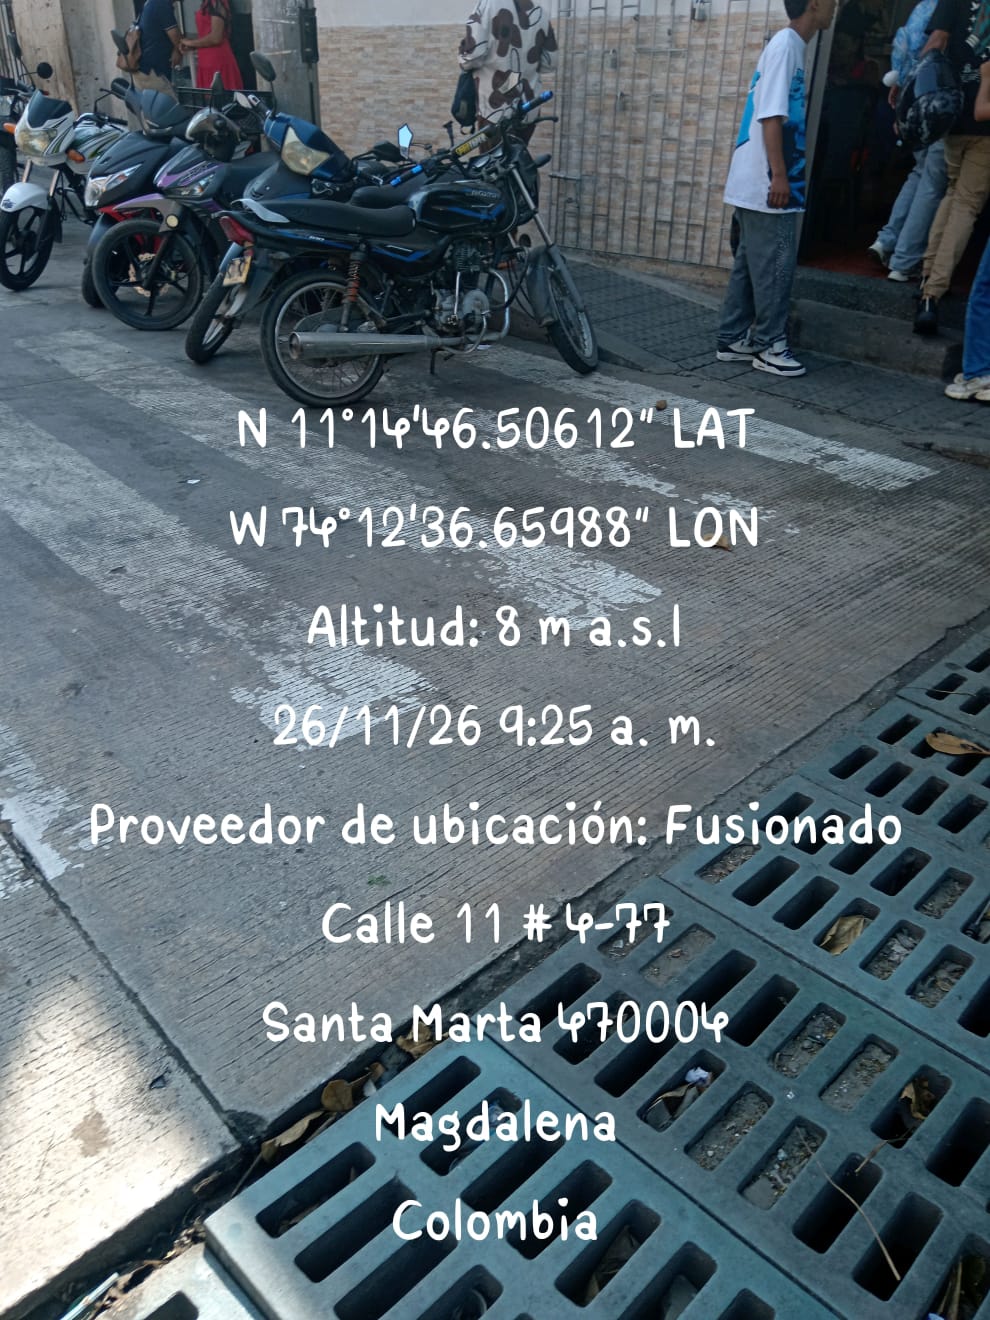 N 11°14'46.50612" LAT
W 74°12'36.65988" LON
Altitud: 8 m a.s.l
26/11/26 9:25 a. m.
Proveedor de ubicación: Fusionado
Calle 11 # 4-77
Santa Marta 470004
Magdalena
Colombia